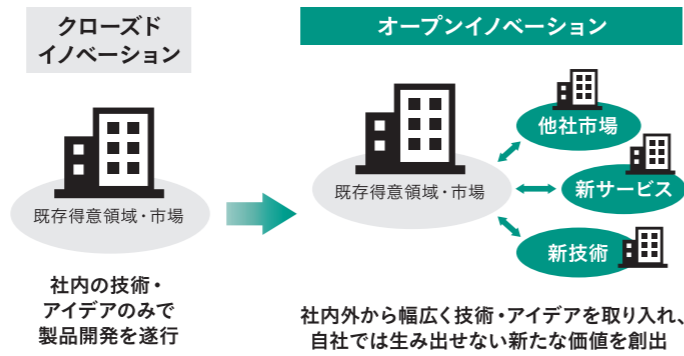 クローズド
イノベーション
既存得意領域・市場
社内の技術・
アイデアのみで
製品開発を遂行
オープンイノベーション
既存得意領域・市場
他社市場
新サービス
新技術
社内外から幅広く技術・アイデアを取り入れ、
自社では生み出せない新たな価値を創出